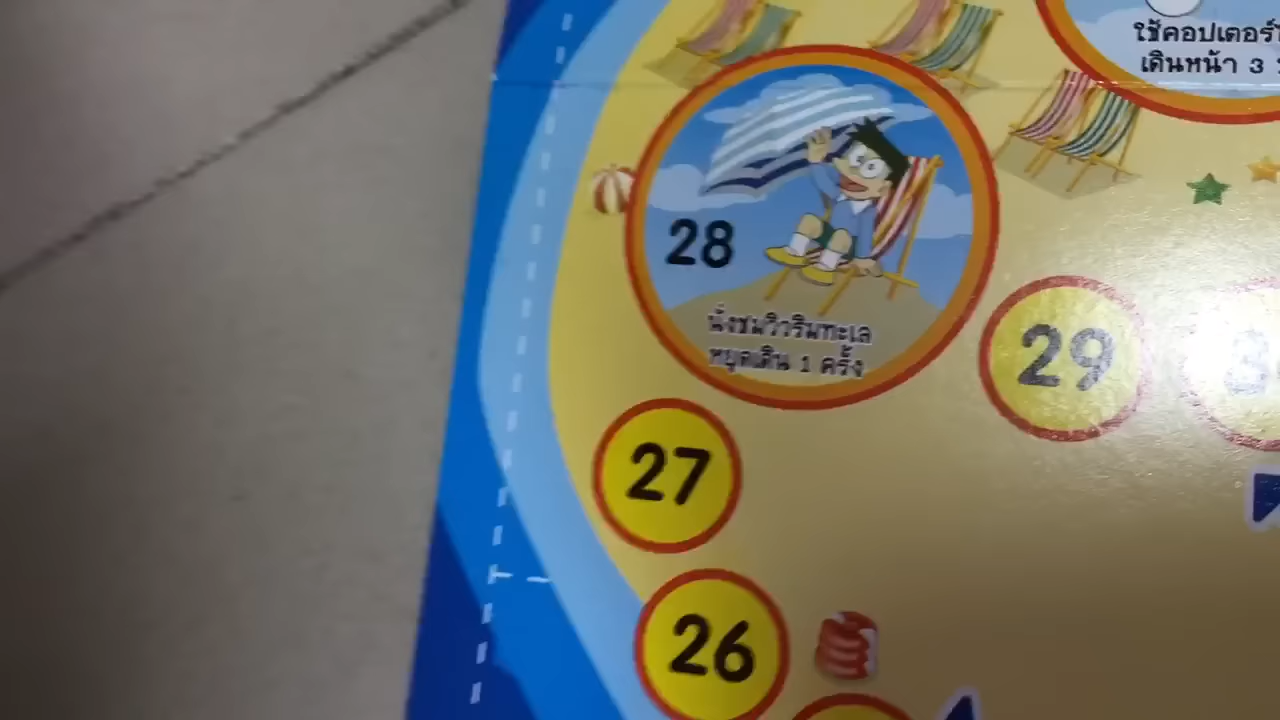 ใช้คอปเตอร์
เดินหน้า 3
28
นั่งชมวิวริมทะเล
หยุดเดิน 1 ครั้ง
29
27
26